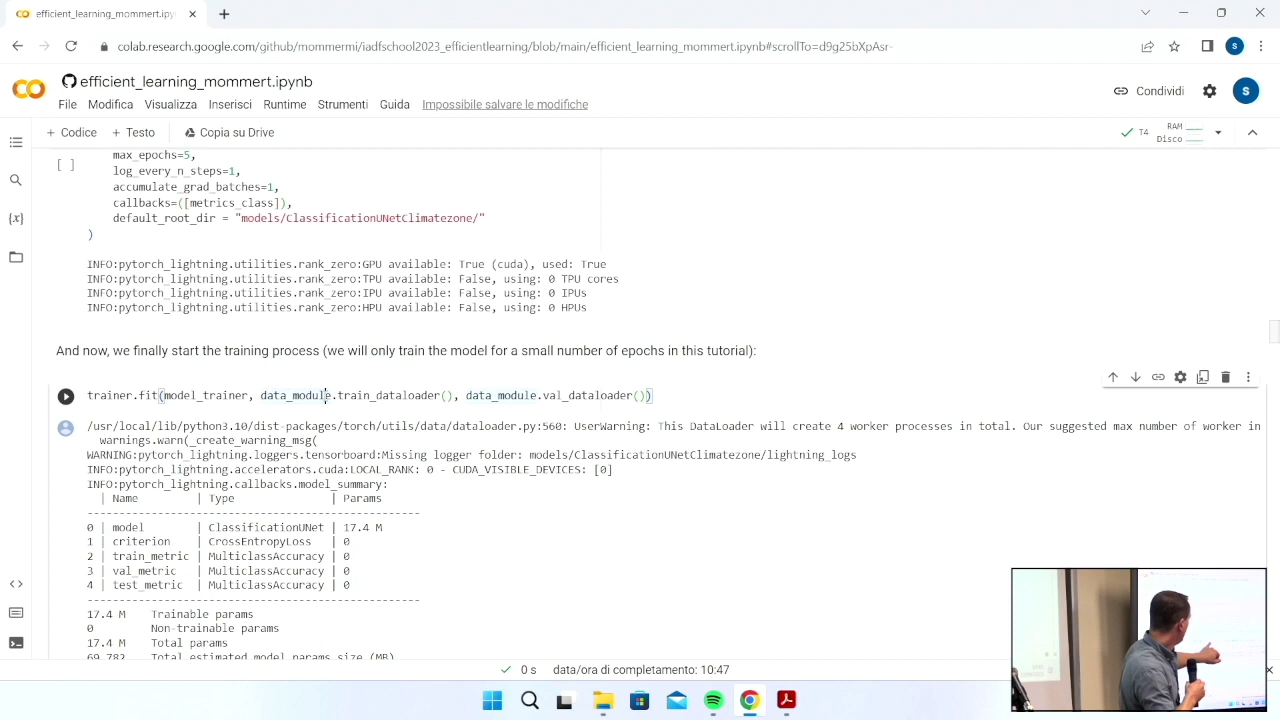 efficient_learning_mommert.ipy
colab.research.google.com/github/mommermi/iadfschool2023_efficientlearning/blob/main/efficient_learning_mommert.ipynb#scrollTo=d9g25bXpAsr-
S
efficient_learning_mommert.ipynb
File Modifica Visualizza Inserisci Runtime Strumenti Guida Impossibile salvare le modifiche
Condividi
S
+ Codice + Testo Copia su Drive
T4 RAM
Disco
max_epochs=5,
[ ]
log_every_n_steps=1,
accumulate_grad_batches=1,
callbacks=([metrics_class]),
default_root_dir = "models/ClassificationUNetClimatezone/"
)
INFO:pytorch_lightning.utilities.rank_zero:GPU available: True (cuda), used: True
INFO:pytorch_lightning.utilities.rank_zero:TPU available: False, using: 0 TPU cores
INFO:pytorch_lightning.utilities.rank_zero:IPU available: False, using: 0 IPUs
INFO:pytorch_lightning.utilities.rank_zero:HPU available: False, using: 0 HPUs
And now, we finally start the training process (we will only train the model for a small number of epochs in this tutorial):
trainer.fit(model_trainer, data_module.train_dataloader(), data_module.val_dataloader())
/usr/local/lib/python3.10/dist-packages/torch/utils/data/dataloader.py:560: UserWarning: This DataLoader will create 4 worker processes in total. Our suggested max number of worker in
warnings.warn(_create_warning_msg(
WARNING:pytorch_lightning.loggers.tensorboard:Missing logger folder: models/ClassificationUNetClimatezone/lightning_logs
INFO:pytorch_lightning.accelerators.cuda:LOCAL_RANK: 0 - CUDA_VISIBLE_DEVICES: [0]
INFO:pytorch_lightning.callbacks.model_summary:
| Name | Type | Params
------------------------------------------------
0 | model | ClassificationUNet | 17.4 M
1 | criterion | CrossEntropyLoss | 0
2 | train_metric | MulticlassAccuracy | 0
3 | val_metric | MulticlassAccuracy | 0
4 | test_metric | MulticlassAccuracy | 0
------------------------------------------------
17.4 M Trainable params
0 Non-trainable params
17.4 M Total params
69.782 Total estimated model params size (MB)
0 s data/ora di completamento: 10:47